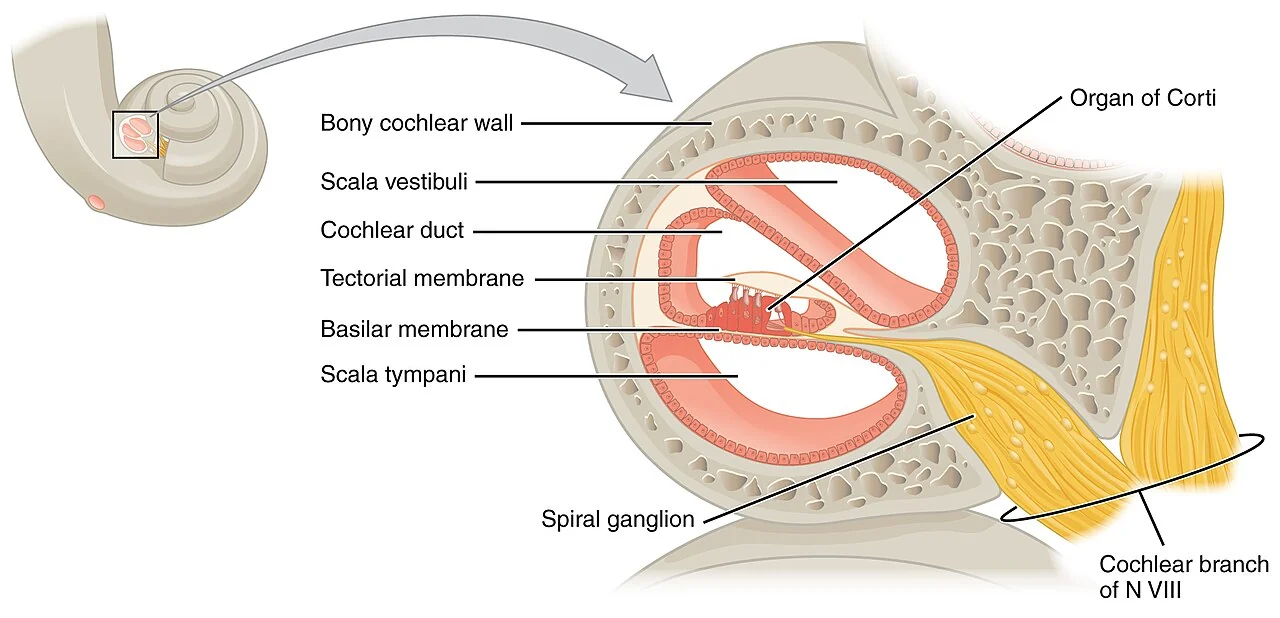 Organ of Corti
Bony cochlear wall
Scala vestibuli
Cochlear duct
Tectorial membrane
Basilar membrane
Scala tympani
Spiral ganglion
Cochlear branch
of N VIII